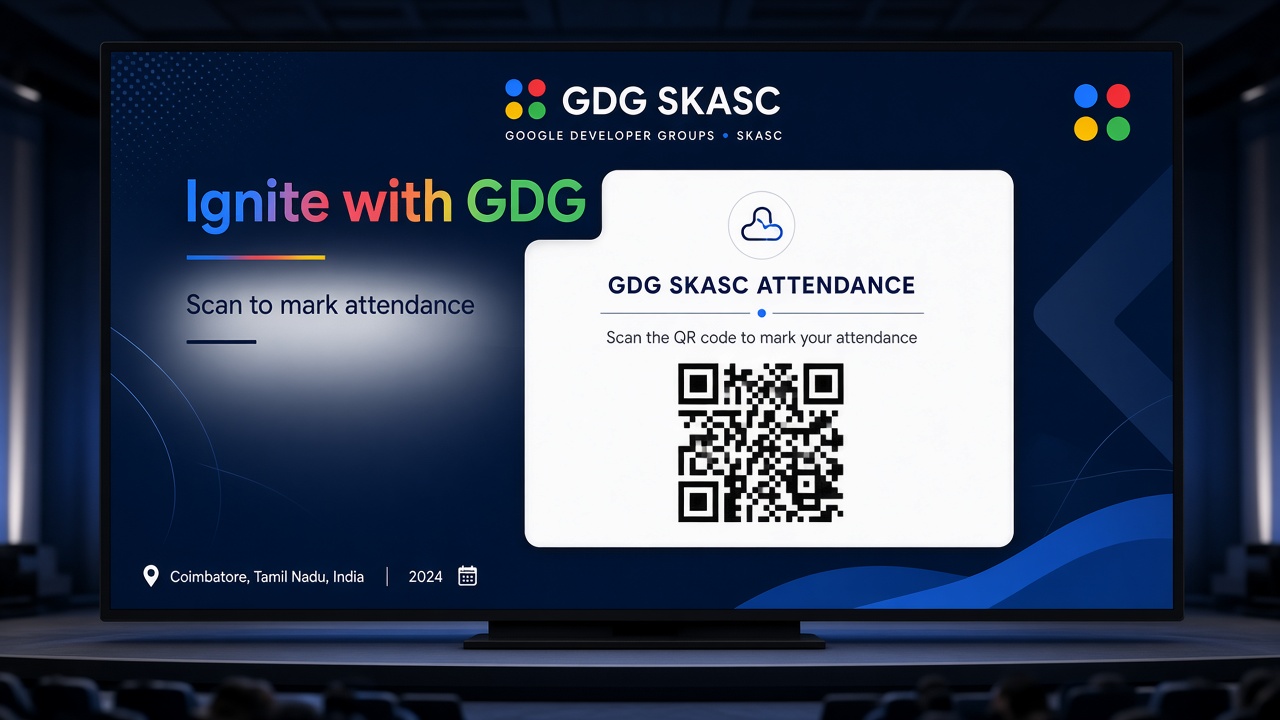 GDG SKASC
GOOGLE DEVELOPER GROUPS • SKASC
Ignite with GDG
Scan to mark attendance
GDG SKASC ATTENDANCE
Scan the QR code to mark your attendance
Coimbatore, Tamil Nadu, India | 2024